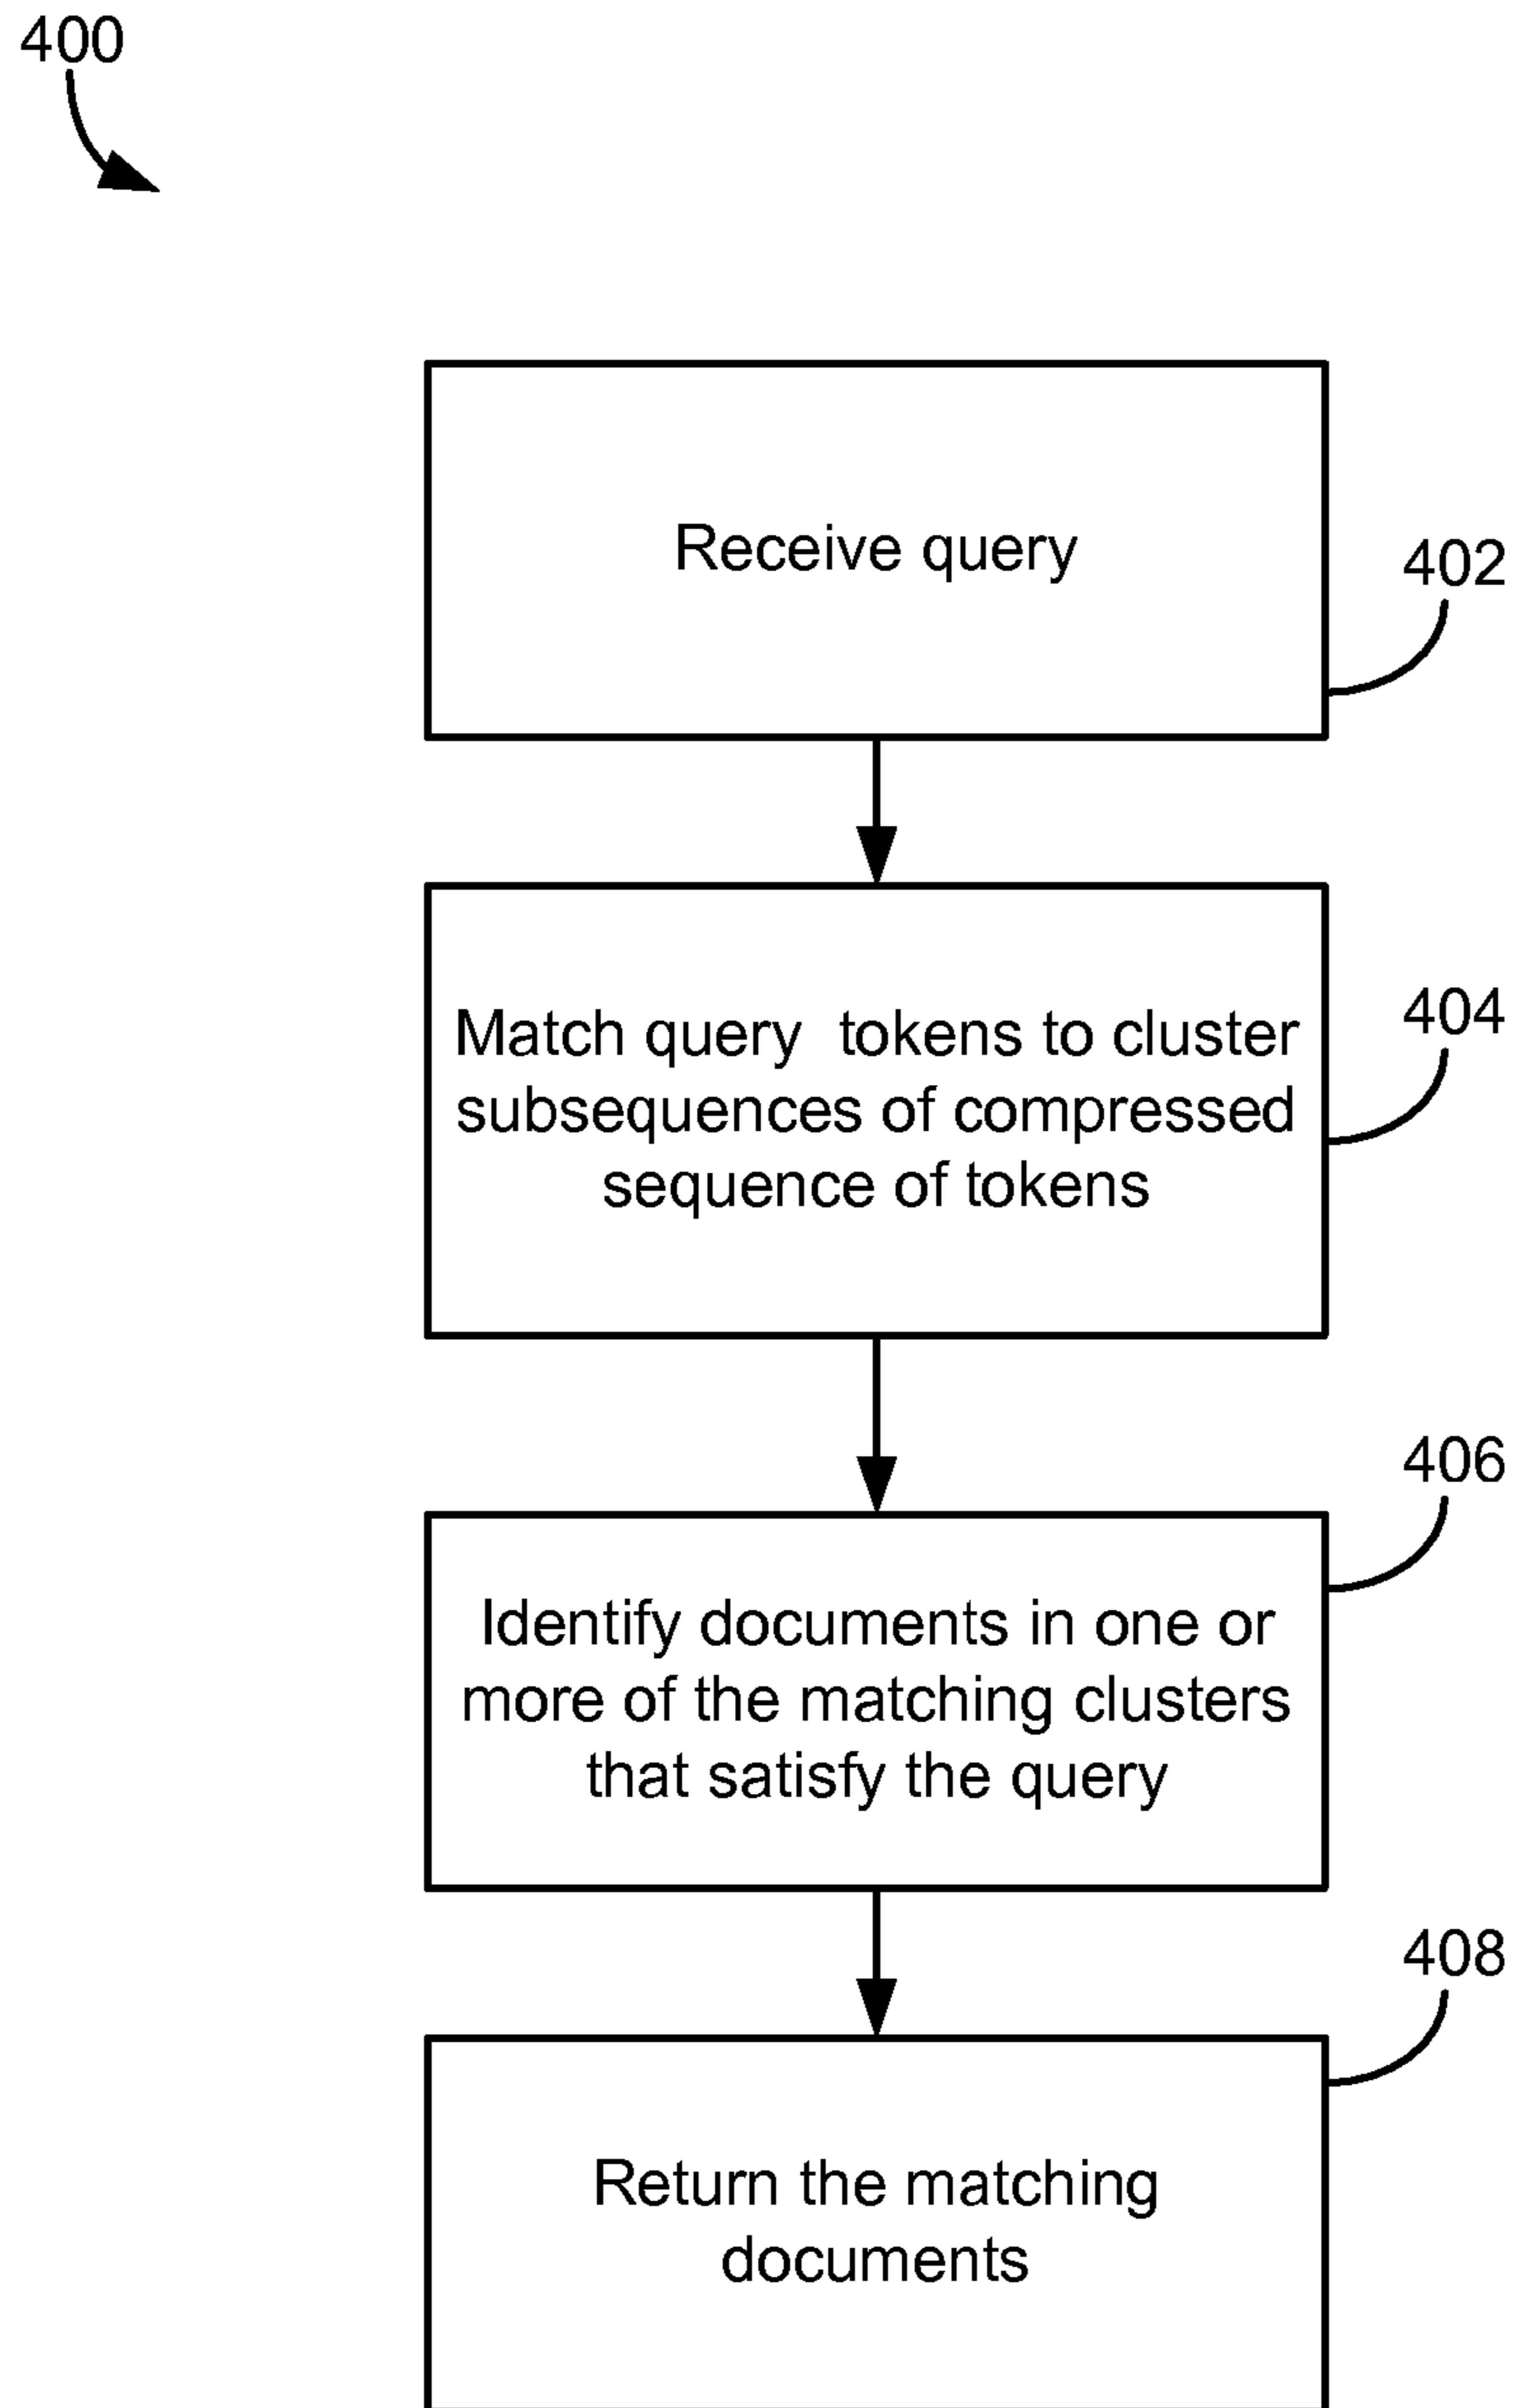 400
Receive query
402
Match query  tokens to cluster
subsequences of compressed
sequence of tokens
404
406
Identify documents in one or
more of the matching clusters
that satisfy the query
408
Return the matching
documents